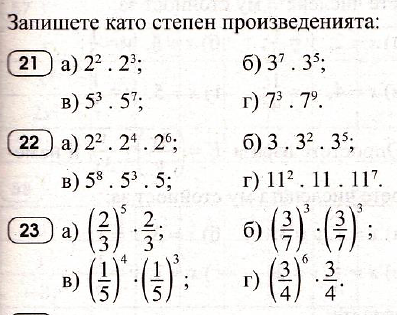 Запишете като степен произведенията:
21 а) 2² . 2³; б) 3⁷ . 3⁵;
в) 5³ . 5⁷; г) 7³ . 7⁹.
22 а) 2² . 2⁴ . 2⁶; б) 3 . 3² . 3⁵;
в) 5⁸ . 5³ . 5; г) 11² . 11 . 11⁷.
23 а) (2/3)⁵ · 2/3; б) (3/7)³ · (3/7)³;
в) (1/5)⁴ · (1/5)³; г) (3/4)⁶ · 3/4.